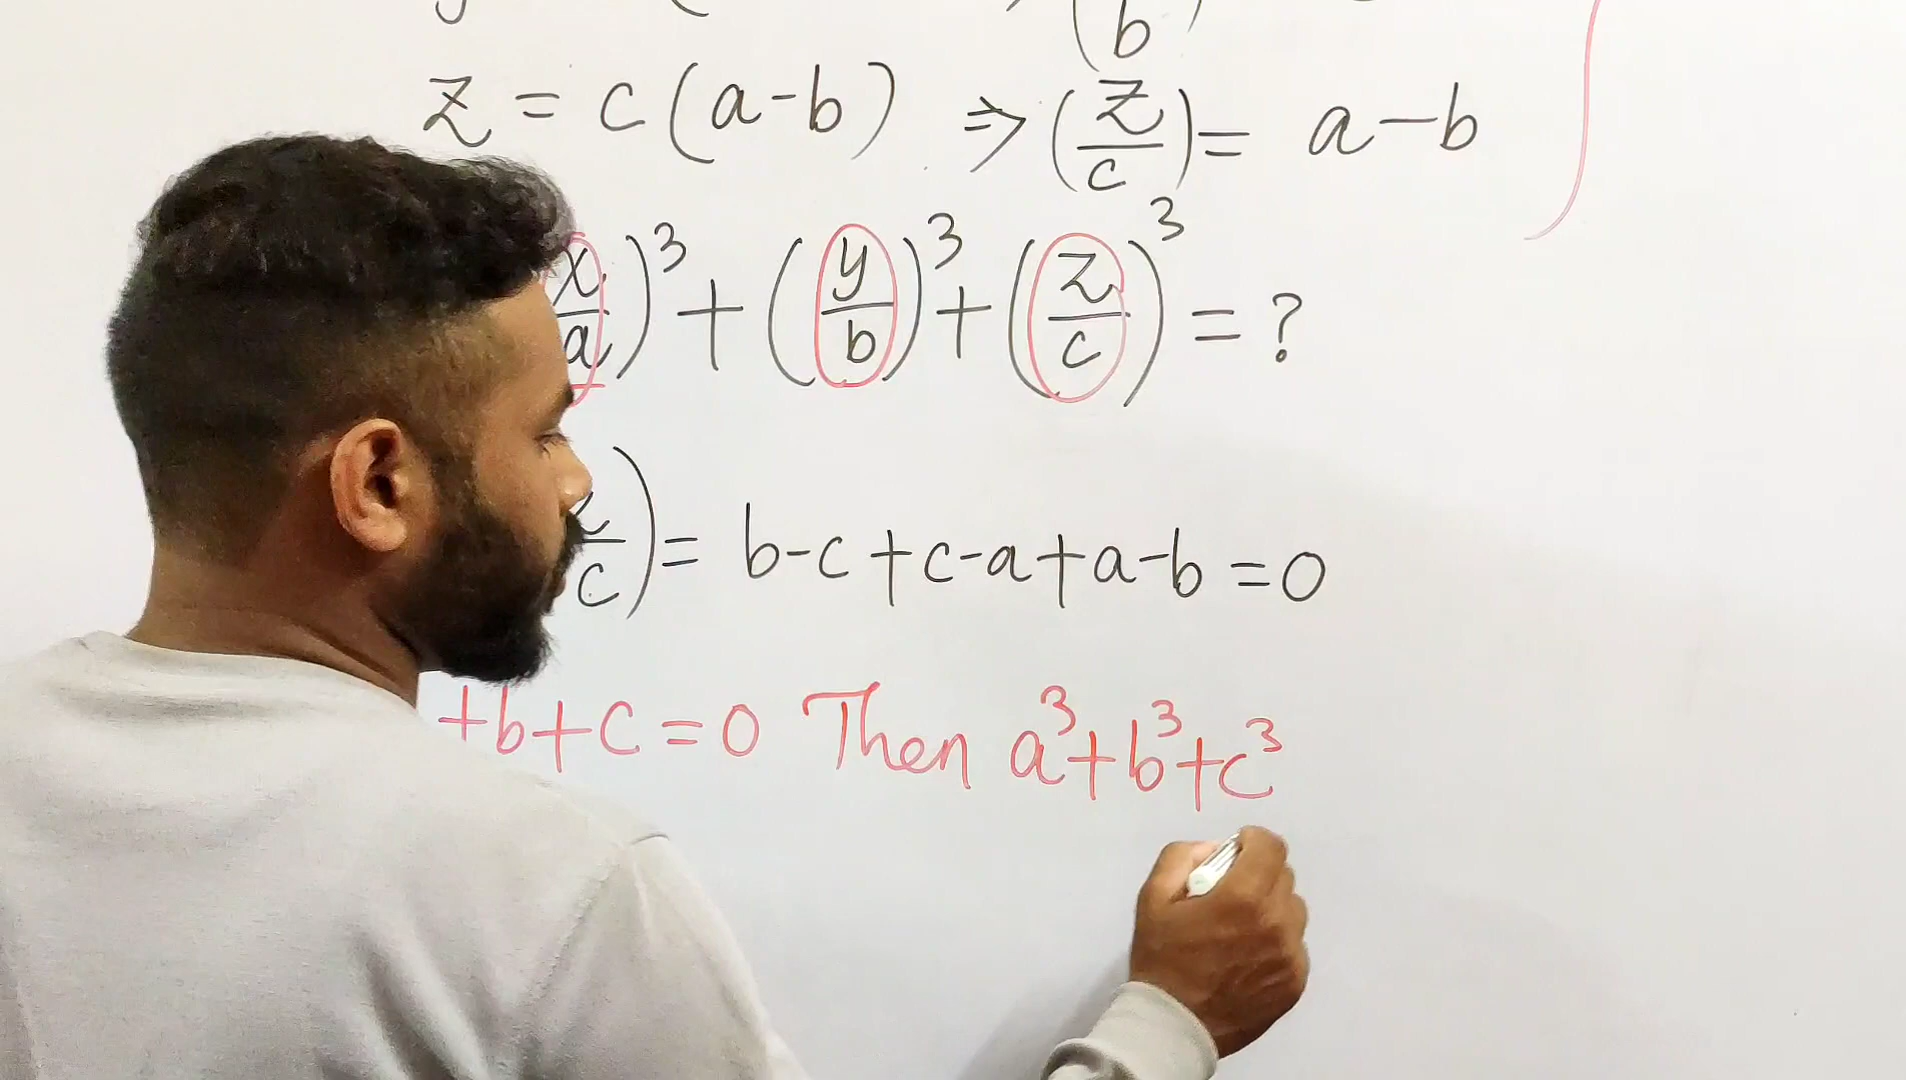 b
z = c (a-b) ⇒ (z/c) = a-b
x/a)³ + (y/b)³ + (z/c)³ = ?
c) = b-c+c-a+a-b = 0
+b+c=0 Then a³+b³+c³